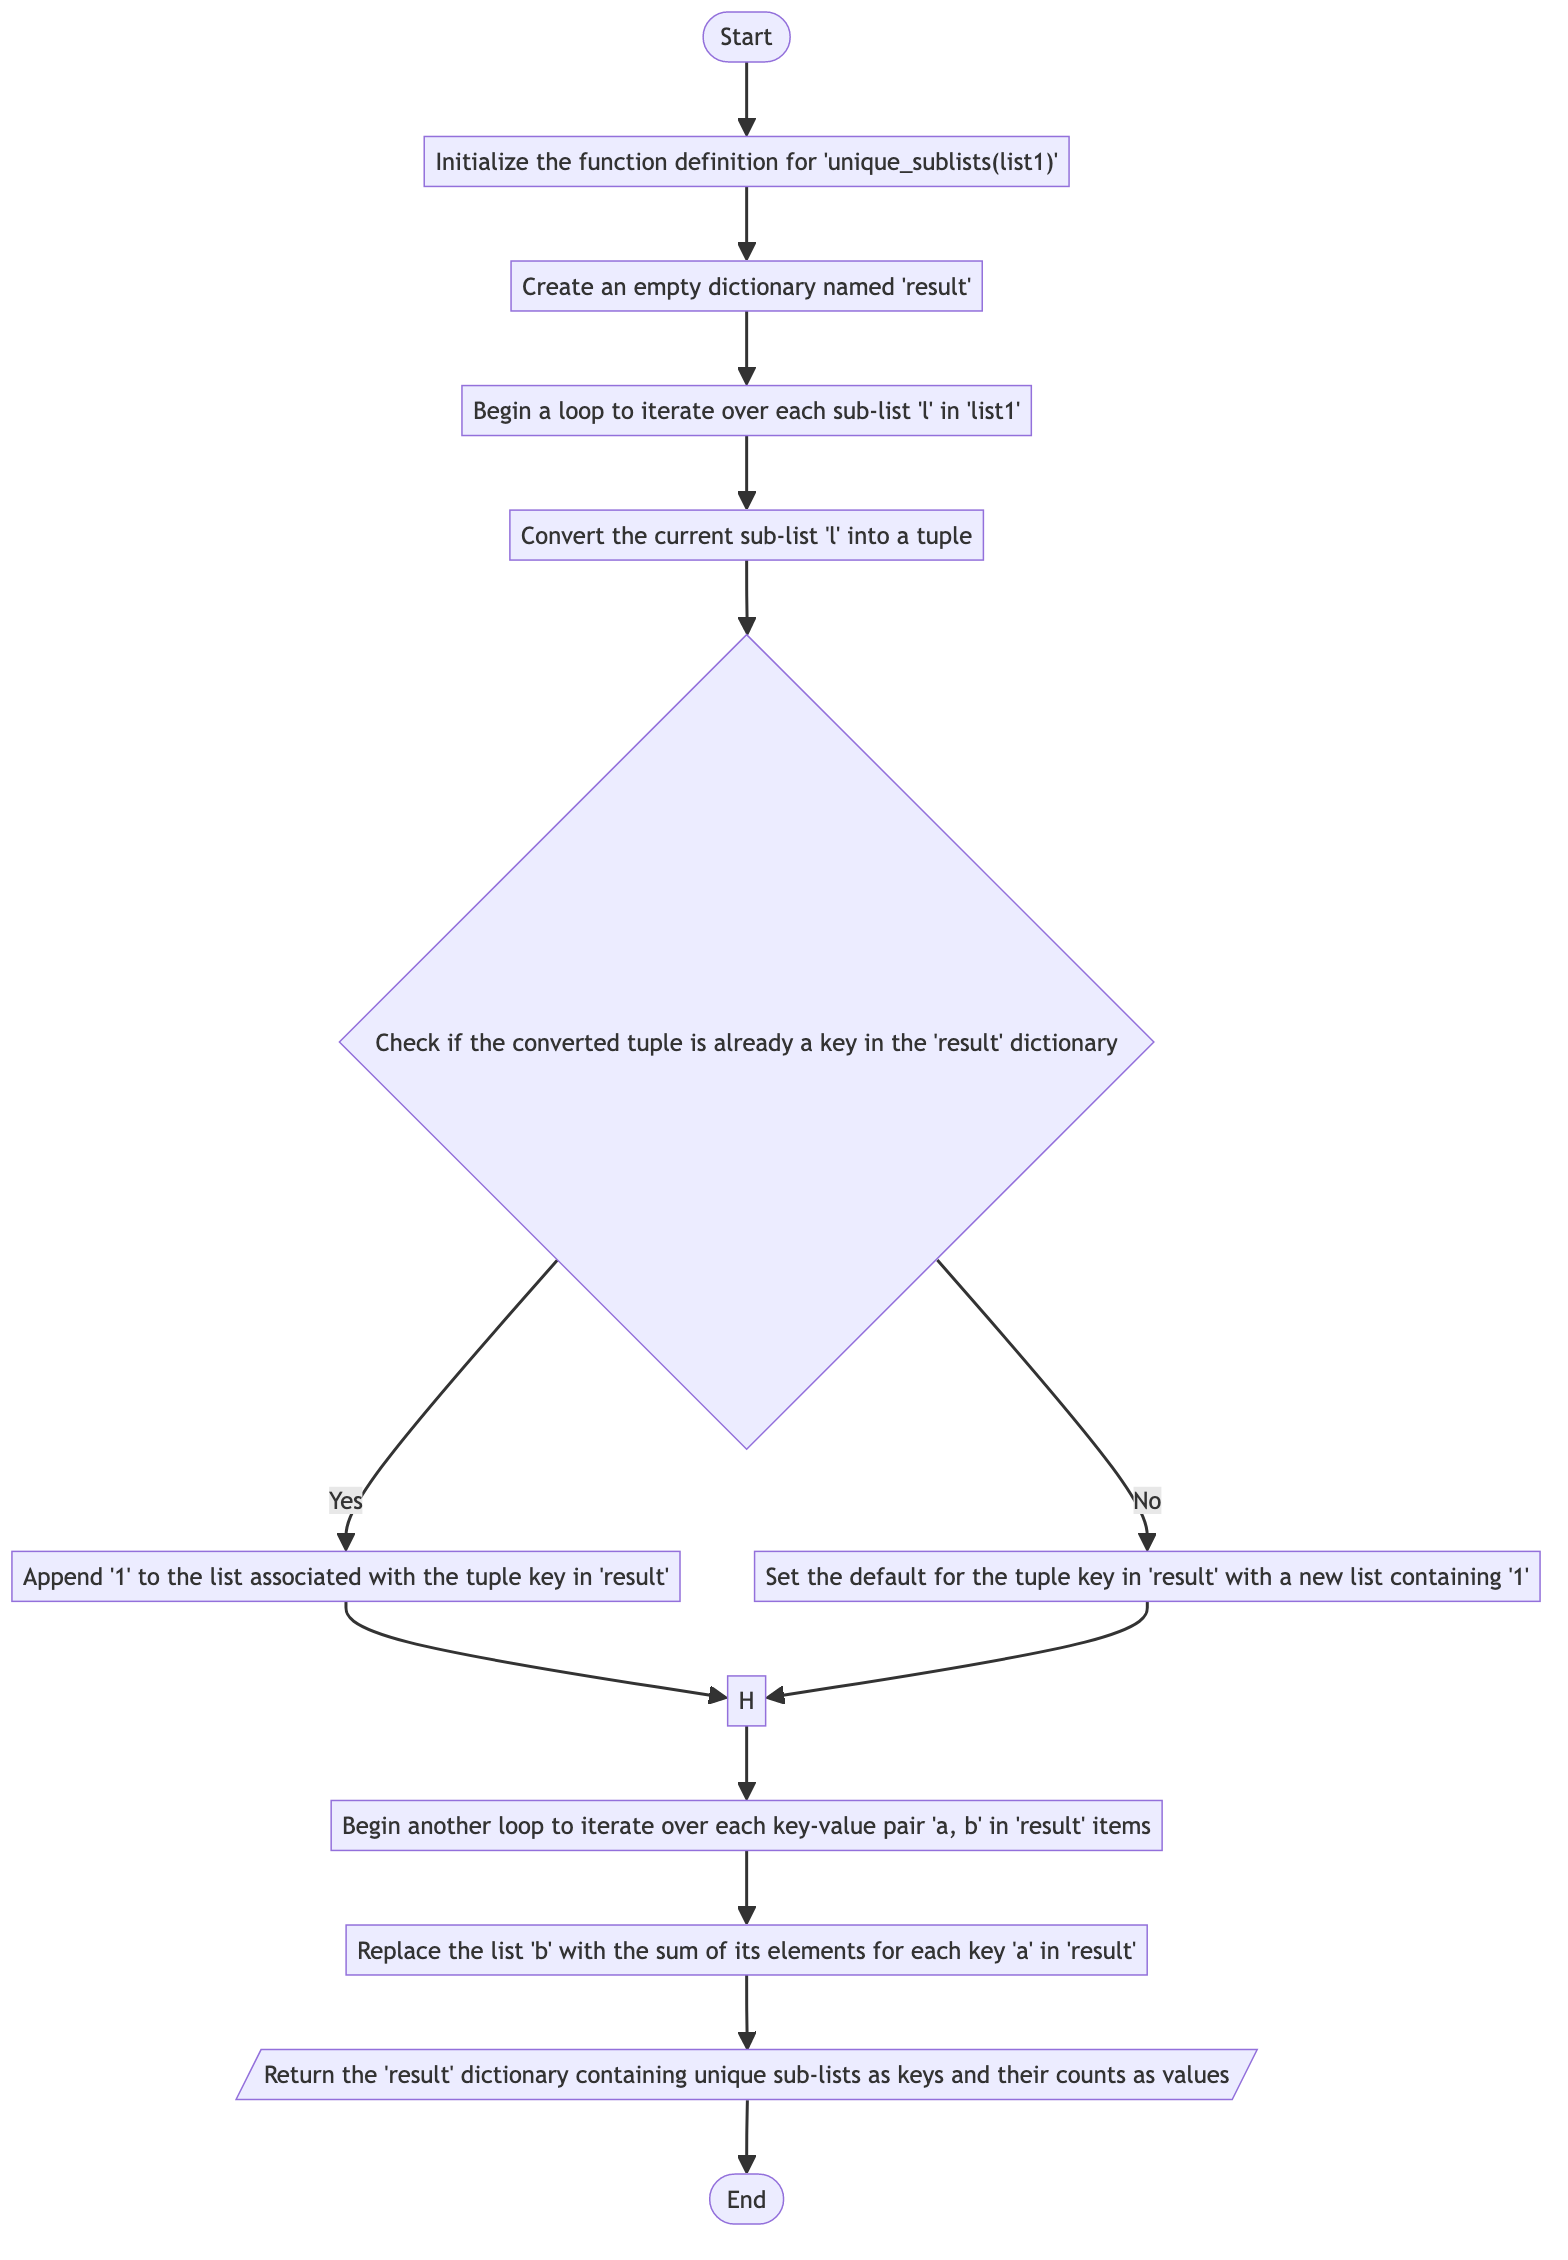 Start
Initialize the function definition for 'unique_sublists(list1)'
Create an empty dictionary named 'result'
Begin a loop to iterate over each sub-list 'l' in 'list1'
Convert the current sub-list 'l' into a tuple
Check if the converted tuple is already a key in the 'result' dictionary
Yes
No
Append '1' to the list associated with the tuple key in 'result'
Set the default for the tuple key in 'result' with a new list containing '1'
H
Begin another loop to iterate over each key-value pair 'a, b' in 'result' items
Replace the list 'b' with the sum of its elements for each key 'a' in 'result'
Return the 'result' dictionary containing unique sub-lists as keys and their counts as values
End